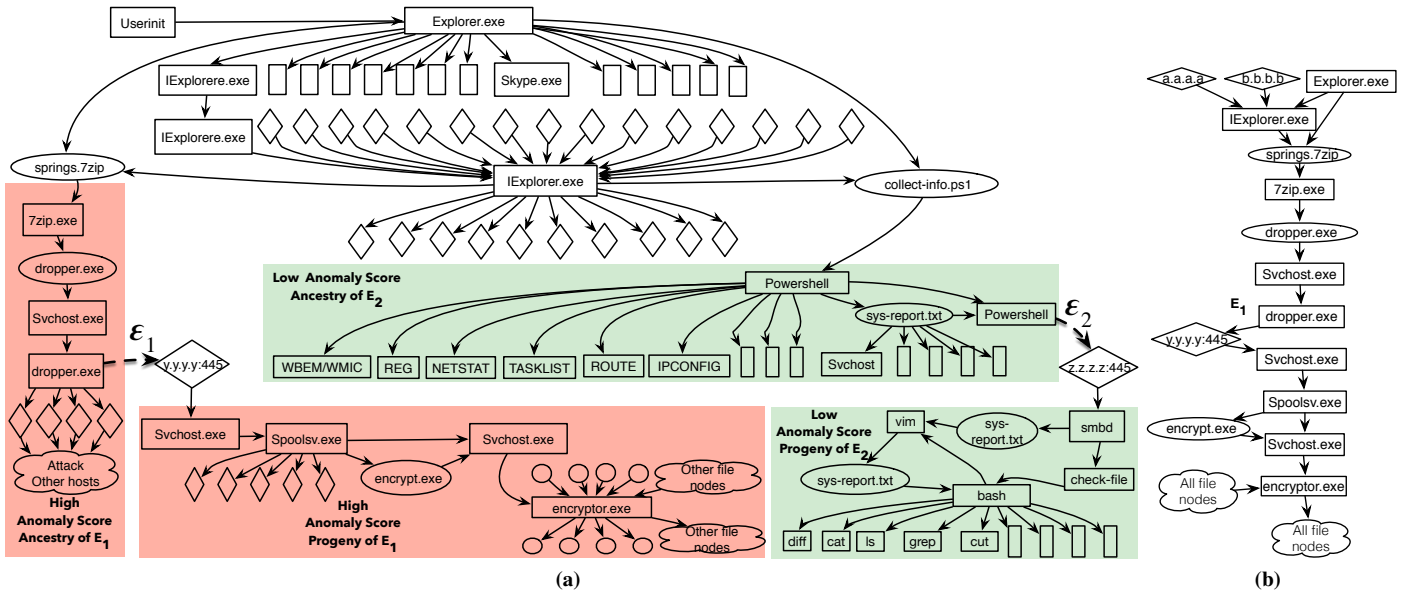 Userinit
Explorer.exe
IExplorere.exe
Skype.exe
IExplorere.exe
springs.7zip
IExplorer.exe
collect-info.ps1
7zip.exe
dropper.exe
Svchost.exe
dropper.exe
ε1
y.y.y.y:445
Attack
Other hosts
High
Anomaly Score
Ancestry of E1
Low Anomaly Score
Ancestry of E2
Powershell
sys-report.txt
Powershell
ε2
WBEM/WMIC
REG
NETSTAT
TASKLIST
ROUTE
IPCONFIG
Svchost
z.z.z.z:445
Svchost.exe
Spoolsv.exe
Svchost.exe
encrypt.exe
Other file
nodes
encryptor.exe
Other file
nodes
High
Anomaly Score
Progeny of E1
Low
Anomaly Score
Progeny of E2
vim
sys-
report.txt
smbd
sys-report.txt
check-file
bash
diff
cat
ls
grep
cut
(a)
a.a.a.a
b.b.b.b
Explorer.exe
IExplorer.exe
springs.7zip
7zip.exe
dropper.exe
Svchost.exe
E1
dropper.exe
y.y.y.y:445
Svchost.exe
Spoolsv.exe
encrypt.exe
Svchost.exe
All file
nodes
encryptor.exe
All file
nodes
(b)